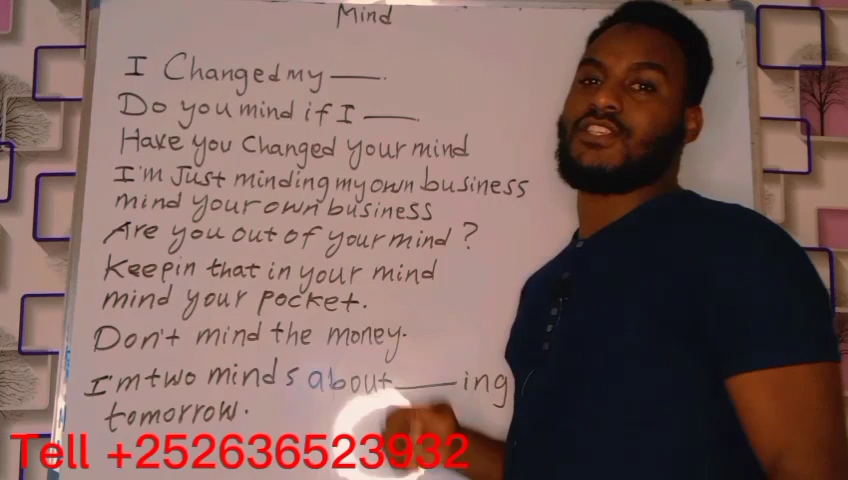 Mind
I Changed my ___.
Do you mind if I ___.
Have you changed your mind
I'm Just minding my own business
mind your own business
Are you out of your mind?
Keepin that in your mind
mind your pocket.
Don't mind the money.
I'm two minds about ___ ing
tomorrow.
Tell +252636523932